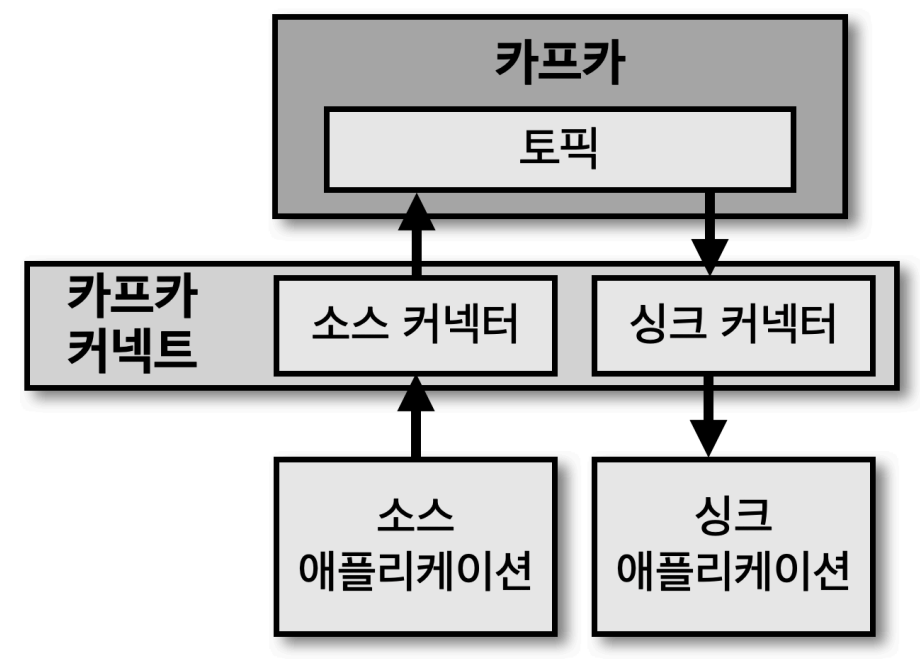 카프카
토픽
카프카
커넥트
소스 커넥터
싱크 커넥터
소스
애플리케이션
싱크
애플리케이션